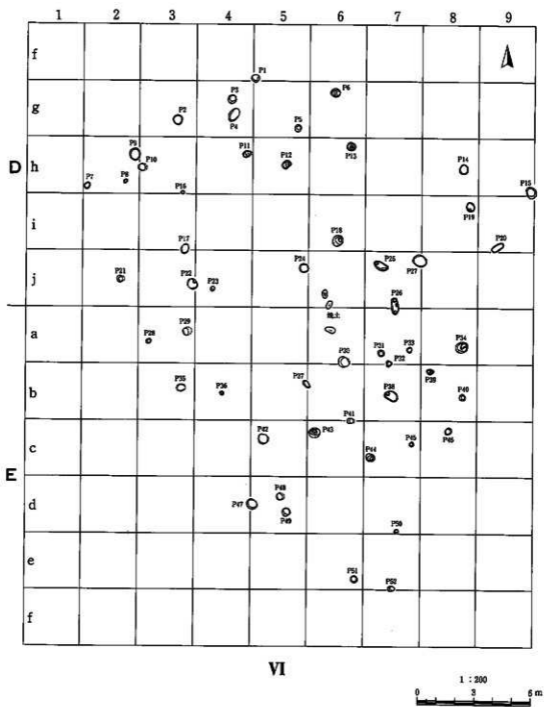 1 2 3 4 5 6 7 8 9
f
P1
g
P3
P6
P2
P4
P5
D
h
P9
P10
P11
P12
P13
P14
P7
P8
P16
P15
P19
i
P17
P18
P20
P24
P25
P27
j
P21
P22
P23
P26
焼土
a
P28
P29
P30
P31
P32
P33
P34
b
P35
P36
P37
P38
P39
P40
P41
c
P42
P43
P44
P45
P46
E
d
P47
P48
P49
P50
e
P51
P52
f
VI
1 : 200
0 5 m